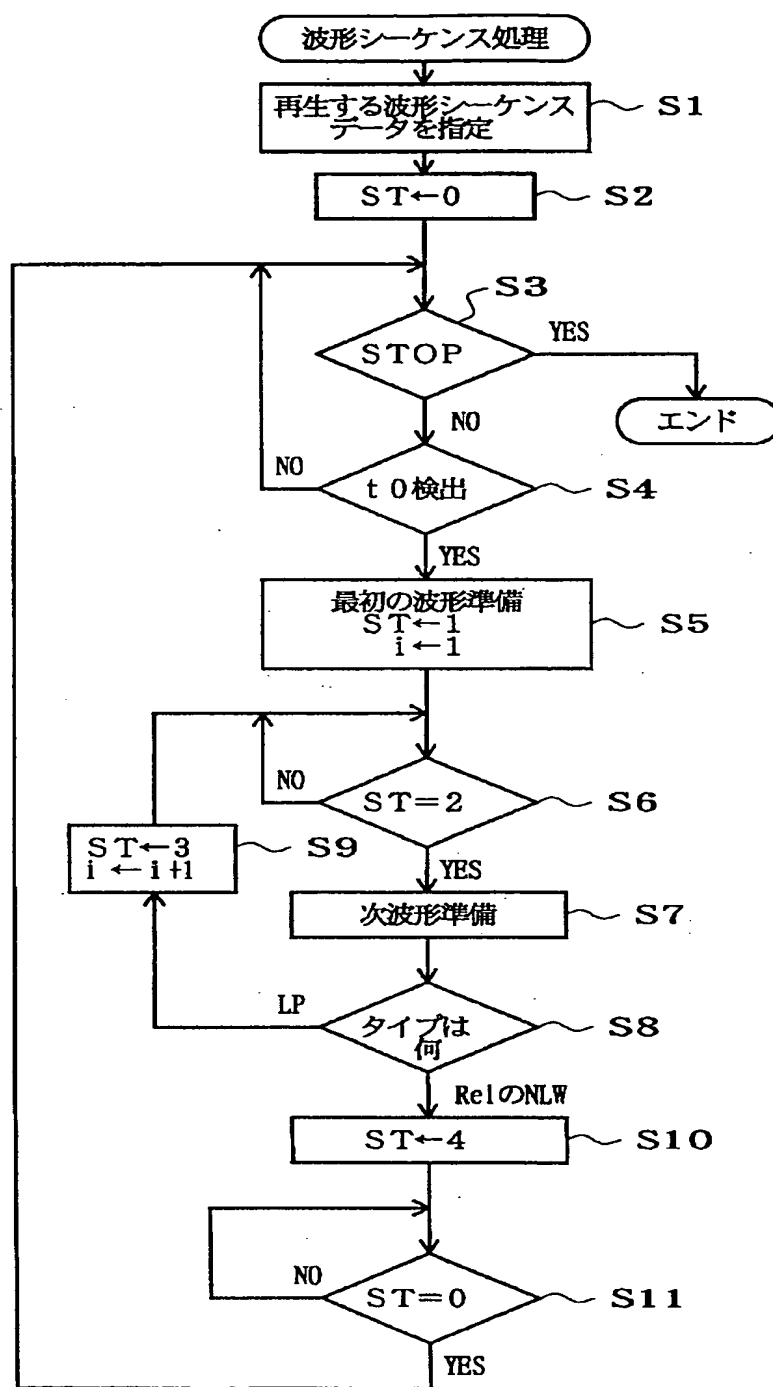 波形シーケンス処理
再生する波形シーケンス
データを指定
S1
ST←0
S2
S3
STOP
YES
エンド
NO
NO
t0検出
S4
YES
最初の波形準備
ST←1
i←1
S5
NO
ST=2
S6
ST←3
i←i+1
S9
YES
次波形準備
S7
LP
タイプは
何
S8
RelのNLW
ST←4
S10
NO
ST=0
S11
YES